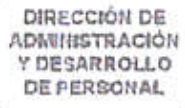 DIRECCIÓN DE
ADMINISTRACIÓN
Y DESARROLLO
DE PERSONAL